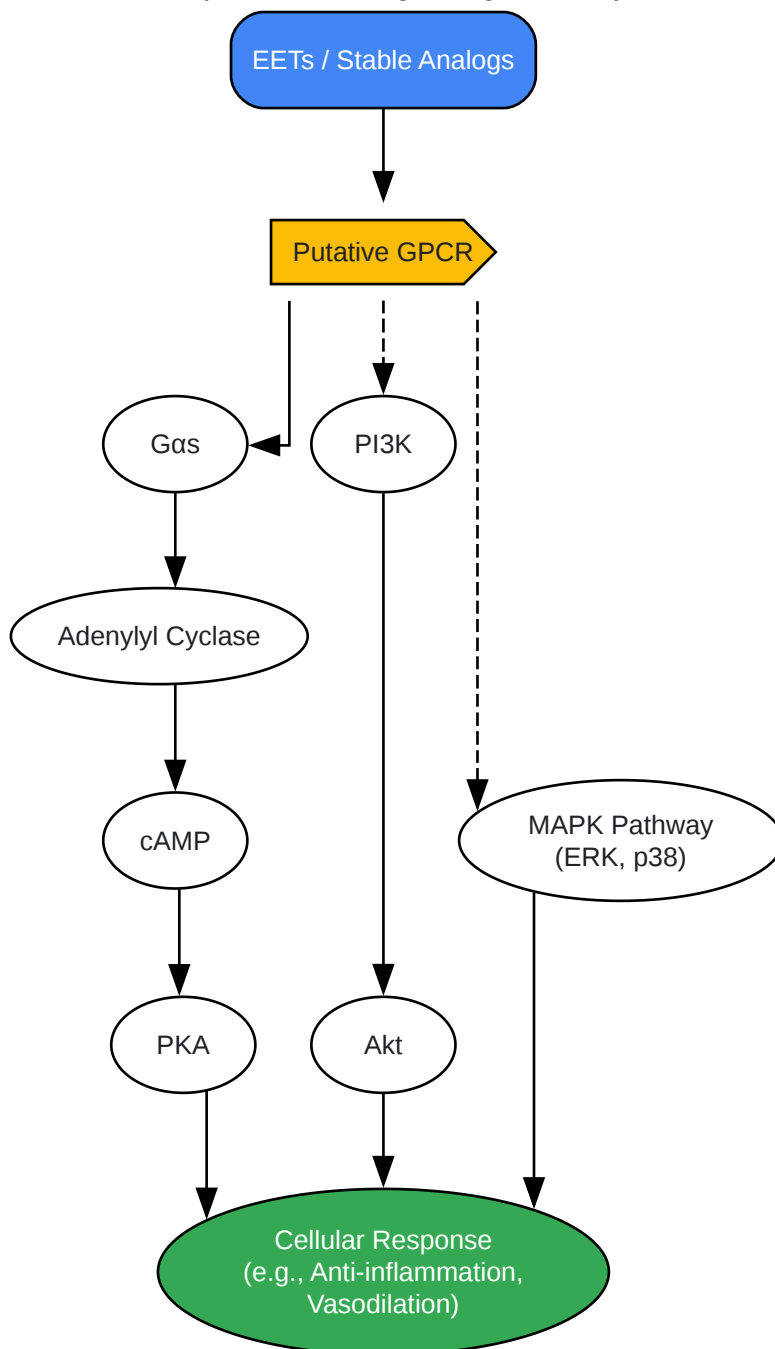 EETs / Stable Analogs
Putative GPCR
Gαs
PI3K
Adenylyl Cyclase
cAMP
MAPK Pathway
(ERK, p38)
PKA
Akt
Cellular Response
(e.g., Anti-inflammation,
Vasodilation)